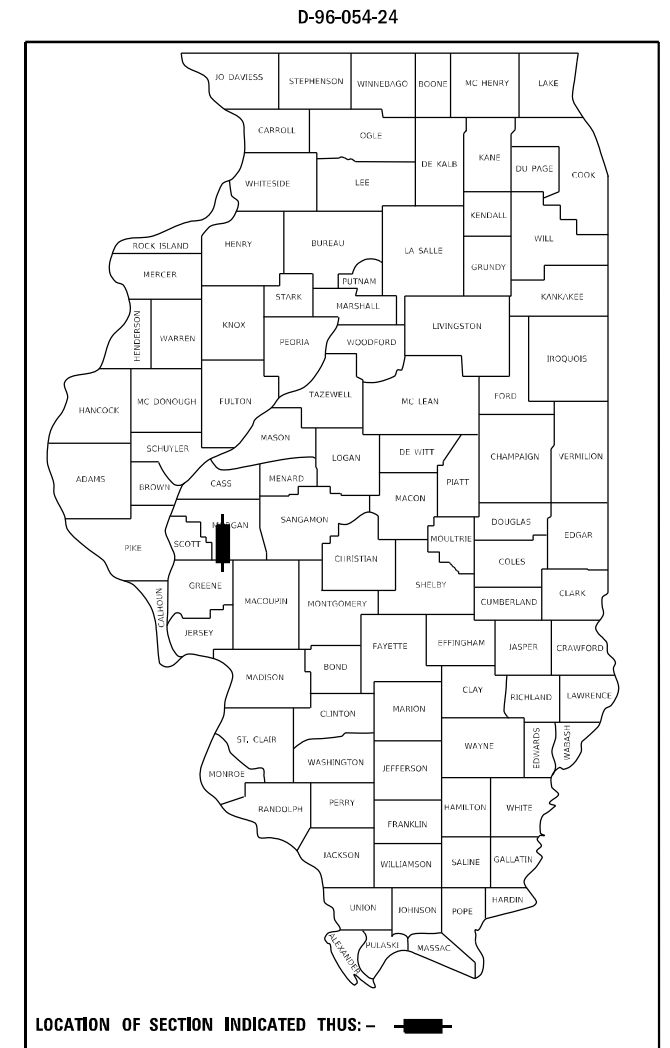 D-96-054-24
JO DAVIESS
STEPHENSON
WINNEBAGO
BOONE
MC HENRY
LAKE
CARROLL
OGLE
DE KALB
KANE
DU PAGE
COOK
WHITESIDE
LEE
KENDALL
WILL
ROCK ISLAND
HENRY
BUREAU
LA SALLE
GRUNDY
MERCER
PUTNAM
STARK
MARSHALL
KANKAKEE
HENDERSON
WARREN
KNOX
PEORIA
WOODFORD
LIVINGSTON
IROQUOIS
HANCOCK
MC DONOUGH
FULTON
TAZEWELL
MC LEAN
FORD
MASON
SCHUYLER
LOGAN
DE WITT
CHAMPAIGN
VERMILION
ADAMS
BROWN
CASS
MENARD
PIATT
MACON
SANGAMON
DOUGLAS
PIKE
SCOTT
MOULTRIE
EDGAR
CHRISTIAN
COLES
GREENE
SHELBY
CALHOUN
MACOUPIN
MONTGOMERY
CUMBERLAND
CLARK
JERSEY
FAYETTE
EFFINGHAM
JASPER
CRAWFORD
MADISON
BOND
CLAY
RICHLAND
LAWRENCE
CLINTON
MARION
ST. CLAIR
WAYNE
EDWARDS
WABASH
WASHINGTON
JEFFERSON
MONROE
RANDOLPH
PERRY
HAMILTON
WHITE
FRANKLIN
JACKSON
WILLIAMSON
SALINE
GALLATIN
UNION
JOHNSON
POPE
HARDIN
ALEXANDER
PULASKI
MASSAC
LOCATION OF SECTION INDICATED THUS: –